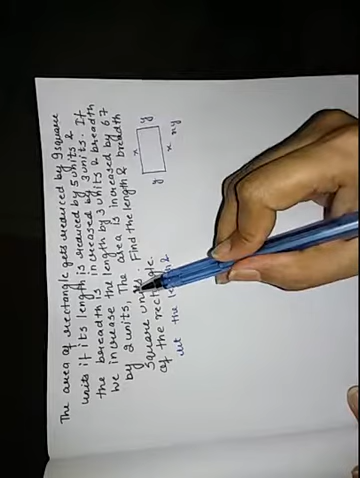 The area of rectangle gets reduced by 9 square
units if its length is reduced by 5 units &
the breadth is increased by 3 units. If
we increase the length by 3 units & breadth
by 2 units, The area is increased by 67
square units. Find the length & breadth
of the rectangle.
Let the
x
y
y
x
xy